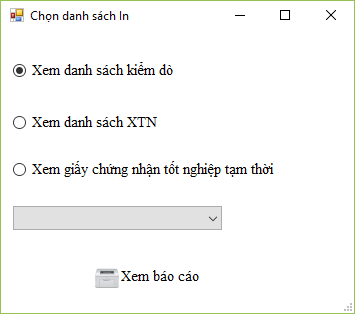 Chọn danh sách In
Xem danh sách kiểm dò
Xem danh sách XTN
Xem giấy chứng nhận tốt nghiệp tạm thời
Xem báo cáo